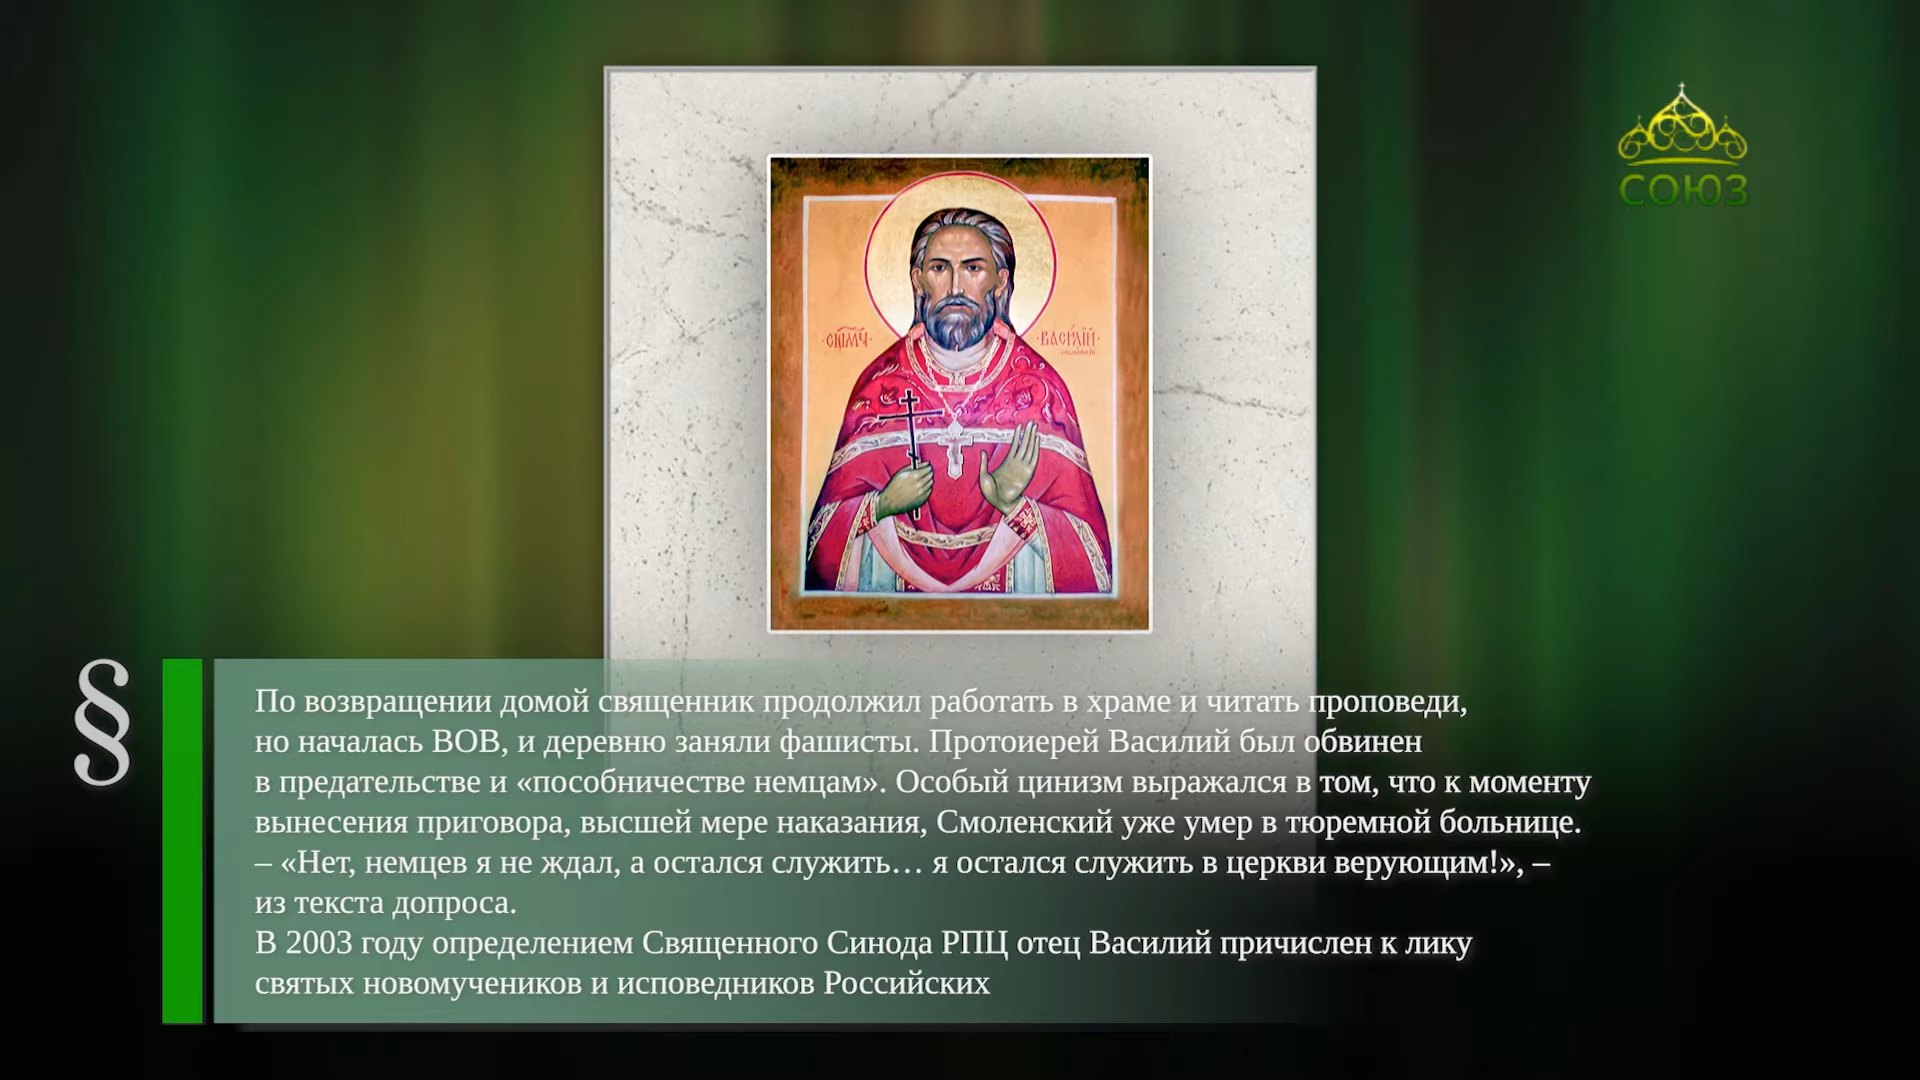 СОЮЗ
СЩМЧ
ВАСИЛІЙ
§
По возвращении домой священник продолжил работать в храме и читать проповеди,
но началась ВОВ, и деревню заняли фашисты. Протоиерей Василий был обвинен
в предательстве и «пособничестве немцам». Особый цинизм выражался в том, что к моменту
вынесения приговора, высшей мере наказания, Смоленский уже умер в тюремной больнице.
– «Нет, немцев я не ждал, а остался служить… я остался служить в церкви верующим!», –
из текста допроса.
В 2003 году определением Священного Синода РПЦ отец Василий причислен к лику
святых новомучеников и исповедников Российских